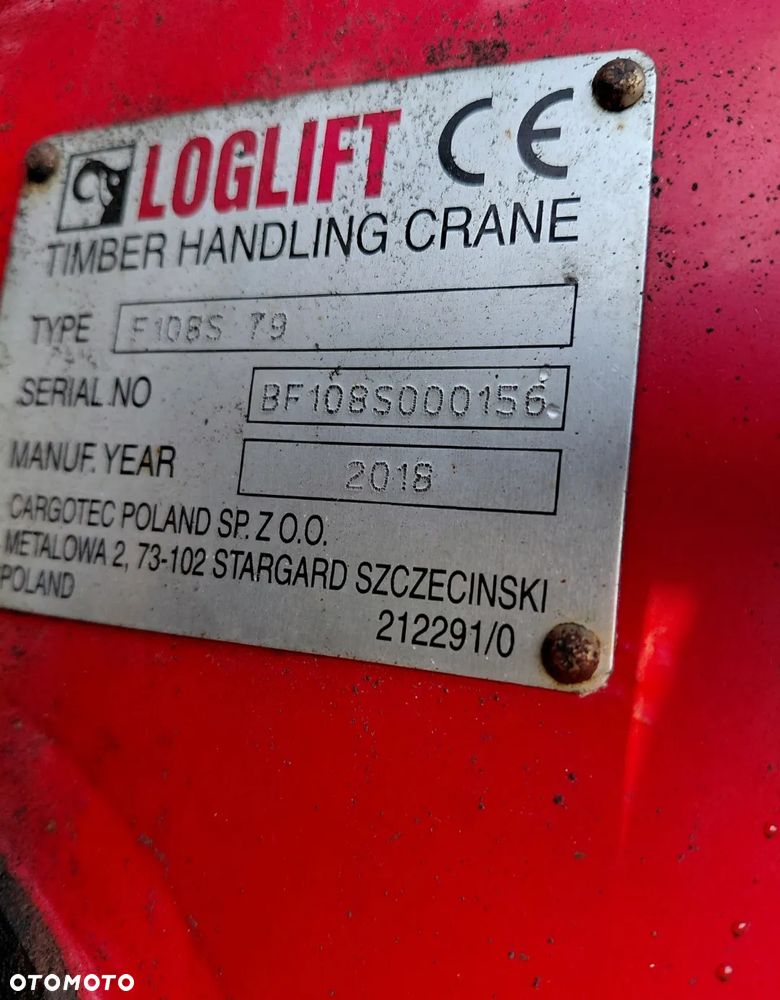 LOGLIFT CE
TIMBER HANDLING CRANE
TYPE F108S 79
SERIAL NO BF108S000156
MANUF. YEAR 2018
CARGOTEC POLAND SP. Z O.O.
METALOWA 2, 73-102 STARGARD SZCZECINSKI
POLAND
212291/0
OTOMOTO